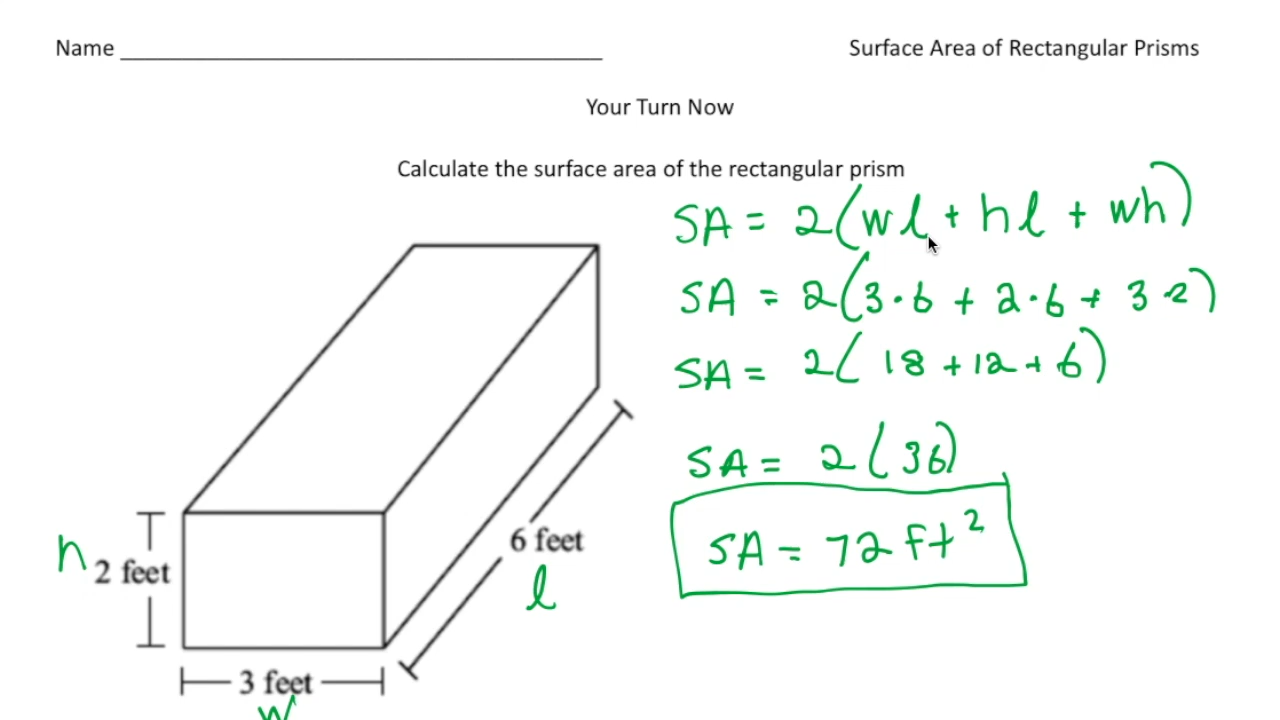 Name ______________________ Surface Area of Rectangular Prisms
Your Turn Now
Calculate the surface area of the rectangular prism
SA = 2(wl + hl + wh)
SA = 2(3·6 + 2·6 + 3·2)
SA = 2(18 + 12 + 6)
SA = 2(36)
SA = 72 ft²
h 2 feet
6 feet
l
3 feet
w